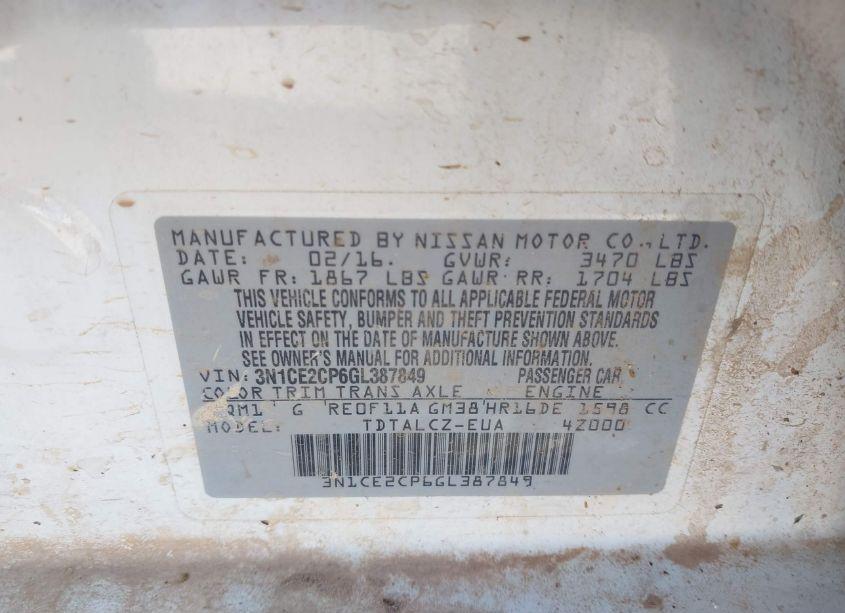 MANUFACTURED BY NISSAN MOTOR CO., LTD.
DATE: 02/16. GVWR: 3470 LBS
GAWR FR: 1867 LBS GAWR RR: 1704 LBS
THIS VEHICLE CONFORMS TO ALL APPLICABLE FEDERAL MOTOR
VEHICLE SAFETY, BUMPER AND THEFT PREVENTION STANDARDS
IN EFFECT ON THE DATE OF MANUFACTURE SHOWN ABOVE.
SEE OWNER'S MANUAL FOR ADDITIONAL INFORMATION.
VIN: 3N1CE2CP6GL387849 PASSENGER CAR
COLOR TRIM TRANS AXLE ENGINE
QM1 G RE0F11A GM38 HR16DE 1598 CC
TDTALCZ-EUA 4Z000
3N1CE2CP6GL387849